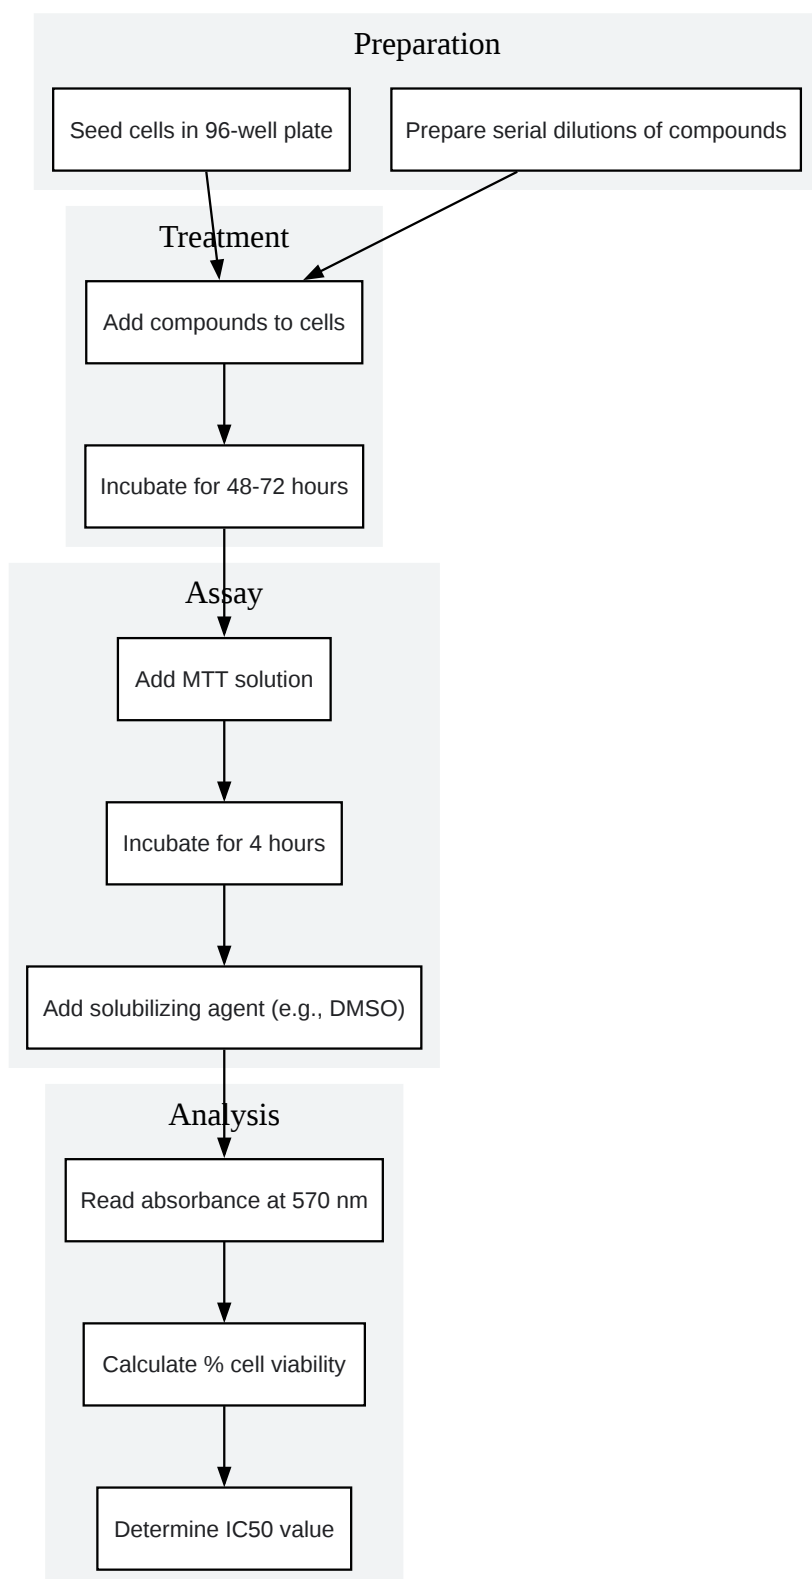 Preparation
Seed cells in 96-well plate
Prepare serial dilutions of compounds
Treatment
Add compounds to cells
Incubate for 48-72 hours
Assay
Add MTT solution
Incubate for 4 hours
Add solubilizing agent (e.g., DMSO)
Analysis
Read absorbance at 570 nm
Calculate % cell viability
Determine IC50 value